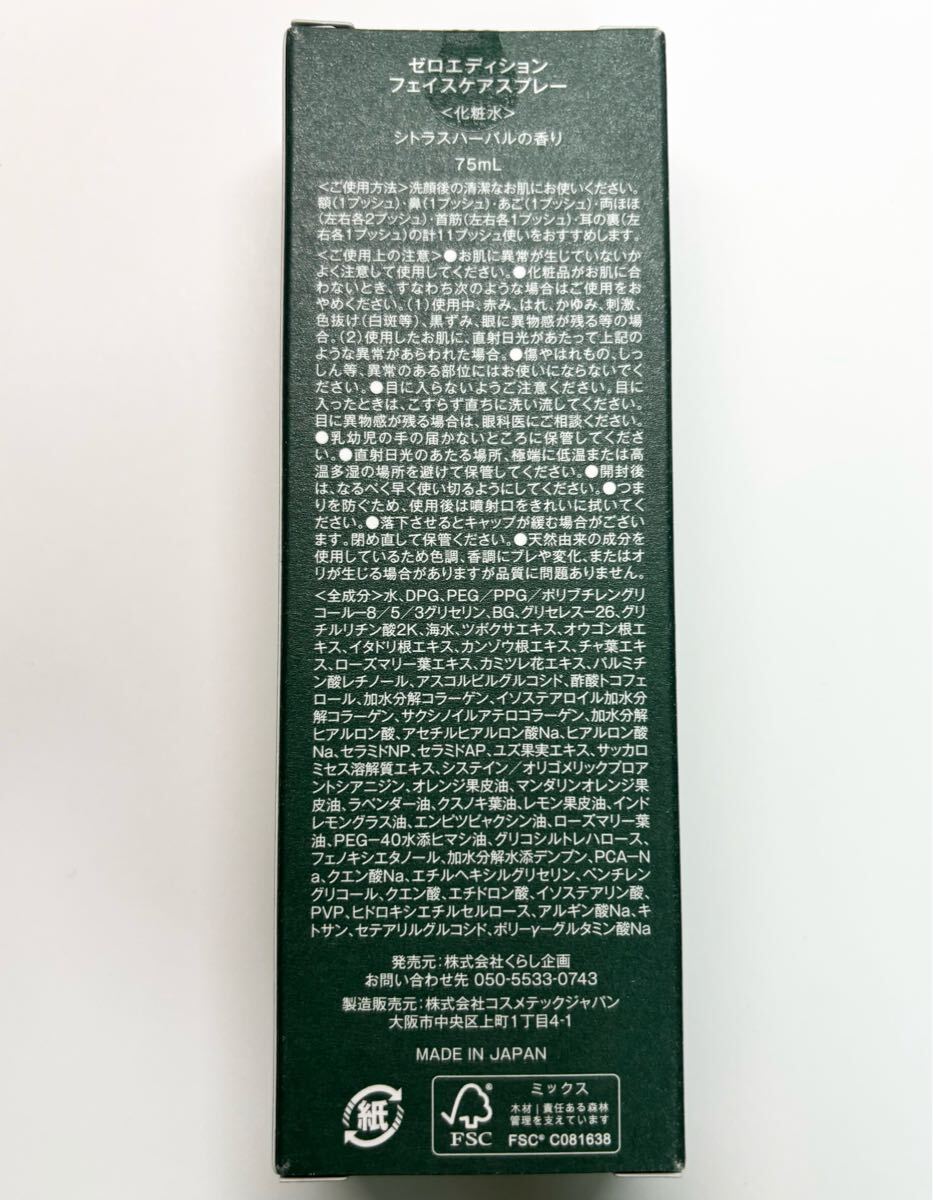 ゼロエディション
フェイスケアスプレー
<化粧水>
シトラスハーバルの香り
75mL
<ご使用方法>洗顔後の清潔なお肌にお使いください。
額(1プッシュ)・鼻(1プッシュ)・あご(1プッシュ)・両ほほ
(左右各2プッシュ)・首筋(左右各1プッシュ)・耳の裏(左
右各1プッシュ)の計11プッシュ使いをおすすめします。
<ご使用上の注意>●お肌に異常が生じていないか
よく注意して使用してください。●化粧品がお肌に合
わないとき、すなわち次のような場合はご使用をお
やめください。(1)使用中、赤み、はれ、かゆみ、刺激、
色抜け(白斑等)、黒ずみ、眼に異物感が残る等の場
合。(2)使用したお肌に、直射日光があたって上記の
ような異常があらわれた場合。●傷やはれもの、しっ
しん等、異常のある部位にはお使いにならないでく
ださい。●目に入らないようご注意ください。目に
入ったときは、こすらず直ちに洗い流してください。
目に異物感が残る場合は、眼科医にご相談ください。
●乳幼児の手の届かないところに保管してくださ
い。●直射日光のあたる場所、極端に低温または高
温多湿の場所を避けて保管してください。●開封後
は、なるべく早く使い切るようにしてください。●つま
りを防ぐため、使用後は噴射口をきれいに拭いてく
ださい。●落下させるとキャップが緩む場合がござい
ます。閉め直して保管ください。●天然由来の成分を
使用しているため色調、香調にブレや変化、またはオ
リが生じる場合がありますが品質に問題ありません。
<全成分>水、DPG、PEG/PPG/ポリブチレングリ
コール-8/5/3グリセリン、BG、グリセレス-26、グリ
チルリチン酸2K、海水、ツボクサエキス、オウゴン根エ
キス、イタドリ根エキス、カンゾウ根エキス、チャ葉エキ
ス、ローズマリー葉エキス、カミツレ花エキス、パルミチ
ン酸レチノール、アスコルビルグルコシド、酢酸トコフェ
ロール、加水分解コラーゲン、イソステアロイル加水分
解コラーゲン、サクシノイルアテロコラーゲン、加水分解
ヒアルロン酸、アセチルヒアルロン酸Na、ヒアルロン酸
Na、セラミドNP、セラミドAP、ユズ果実エキス、サッカロ
ミセス溶解質エキス、システイン/オリゴメリックプロア
ントシアニジン、オレンジ果皮油、マンダリンオレンジ果
皮油、ラベンダー油、クスノキ葉油、レモン果皮油、インド
レモングラス油、エンピツビャクシン油、ローズマリー葉
油、PEG-40水添ヒマシ油、グリコシルトレハロース、
フェノキシエタノール、加水分解水添デンプン、PCA-N
a、クエン酸Na、エチルヘキシルグリセリン、ペンチレン
グリコール、クエン酸、エチドロン酸、イソステアリン酸、
PVP、ヒドロキシエチルセルロース、アルギン酸Na、キ
トサン、セテアリルグルコシド、ポリ-γ-グルタミン酸Na
発売元:株式会社くらし企画
お問い合わせ先 050-5533-0743
製造販売元:株式会社コスメテックジャパン
大阪市中央区上町1丁目4-1
MADE IN JAPAN
紙
FSC
ミックス
木材|責任ある森林
管理を支えています
FSC® C081638